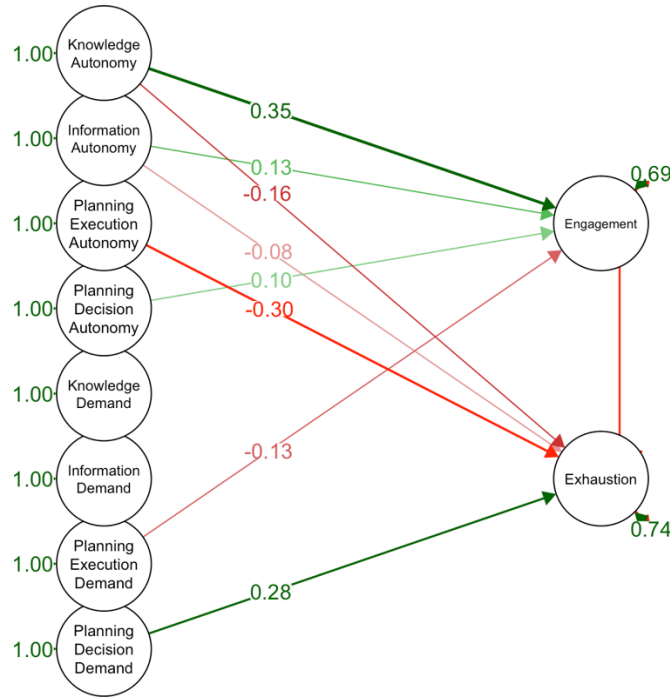 1.00
Knowledge
Autonomy
1.00
Information
Autonomy
1.00
Planning
Execution
Autonomy
1.00
Planning
Decision
Autonomy
1.00
Knowledge
Demand
1.00
Information
Demand
1.00
Planning
Execution
Demand
1.00
Planning
Decision
Demand
0.35
0.13
-0.16
-0.08
0.10
-0.30
-0.13
0.28
0.69
Engagement
Exhaustion
0.74